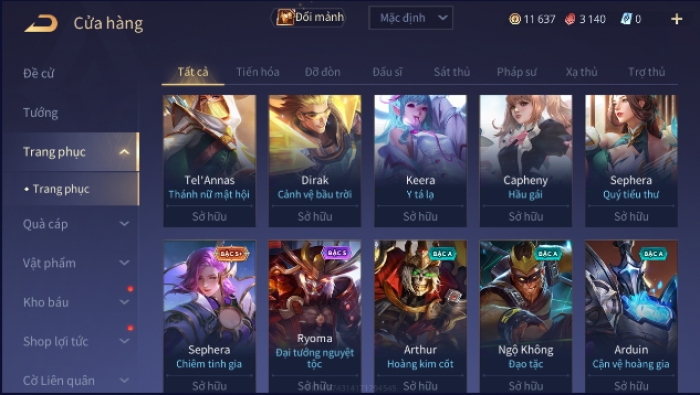 Cửa hàng
Đổi mảnh
Mặc định
11 637
3 140
0
+
Đề cử
Tướng
Trang phục
• Trang phục
Quà cáp
Vật phẩm
Kho báu
Shop lợi tức
Cờ Liên quân
Tất cả Tiến hóa Đỡ đòn Đấu sĩ Sát thủ Pháp sư Xạ thủ Trợ thủ
Tel'Annas
Thánh nữ mật hội
Sở hữu
Dirak
Cảnh vệ bầu trời
Sở hữu
Keera
Y tá lạ
Sở hữu
Capheny
Hầu gái
Sở hữu
Sephera
Quý tiểu thư
Sở hữu
BẬC S+
Sephera
Chiêm tinh gia
Sở hữu
BẬC S
Ryoma
Đại tướng nguyệt
tộc
Sở hữu
BẬC A
Arthur
Hoàng kim cốt
Sở hữu
BẬC A
Ngộ Không
Đạo tặc
Sở hữu
BẬC A
Arduin
Cận vệ hoàng gia
Sở hữu